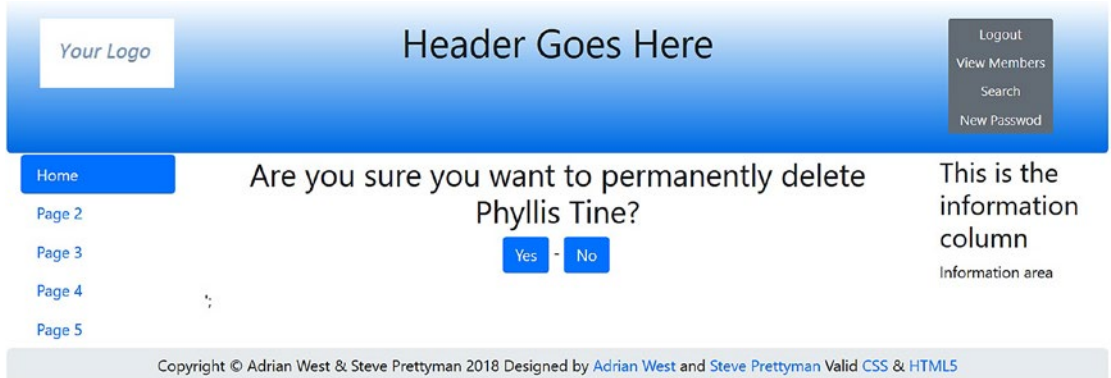 Your Logo
Header Goes Here
Logout
View Members
Search
New Passwod
Home
Page 2
Page 3
Page 4
Page 5
Are you sure you want to permanently delete
Phyllis Tine?
Yes - No
';
This is the
information
column
Information area
Copyright © Adrian West & Steve Prettyman 2018 Designed by Adrian West and Steve Prettyman Valid CSS & HTML5